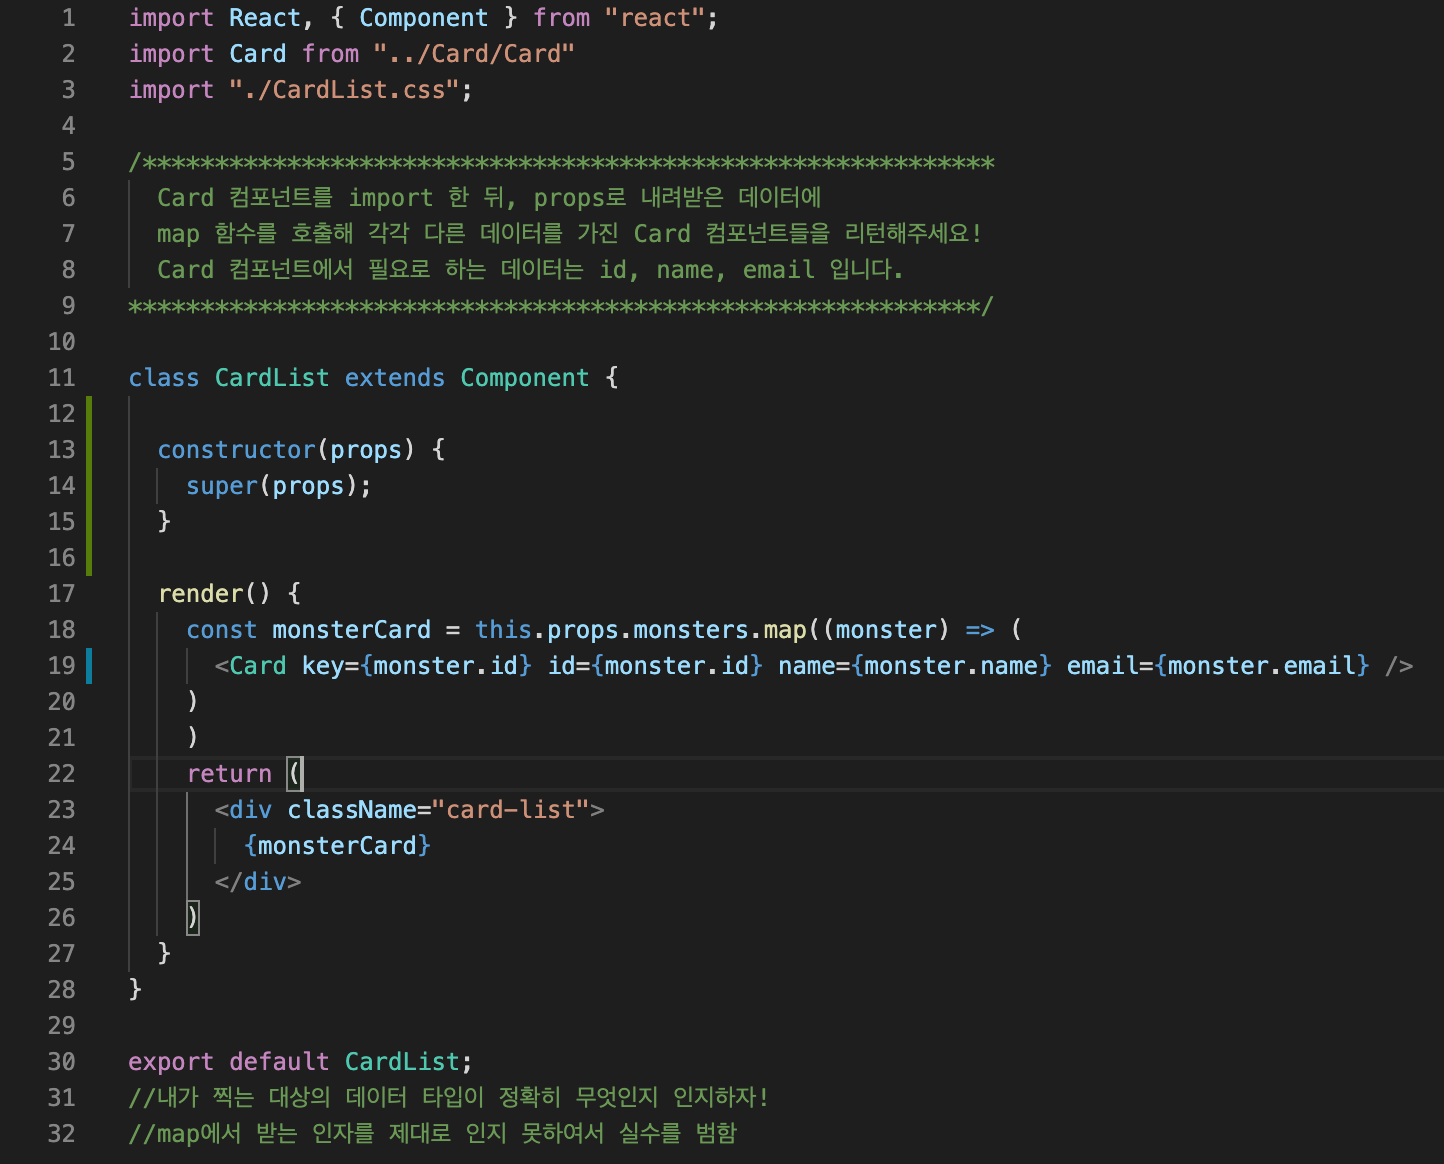 1 import React, { Component } from "react";
2 import Card from "../Card/Card"
3 import "./CardList.css";
4
5 /***********************************************************
6 Card 컴포넌트를 import 한 뒤, props로 내려받은 데이터에
7 map 함수를 호출해 각각 다른 데이터를 가진 Card 컴포넌트들을 리턴해주세요!
8 Card 컴포넌트에서 필요로 하는 데이터는 id, name, email 입니다.
9 ***********************************************************/
10
11 class CardList extends Component {
12
13 constructor(props) {
14 super(props);
15 }
16
17 render() {
18 const monsterCard = this.props.monsters.map((monster) => (
19 <Card key={monster.id} id={monster.id} name={monster.name} email={monster.email} />
20 )
21 )
22 return (
23 <div className="card-list">
24 {monsterCard}
25 </div>
26 )
27 }
28 }
29
30 export default CardList;
31 //내가 찍는 대상의 데이터 타입이 정확히 무엇인지 인지하자!
32 //map에서 받는 인자를 제대로 인지 못하여서 실수를 범함